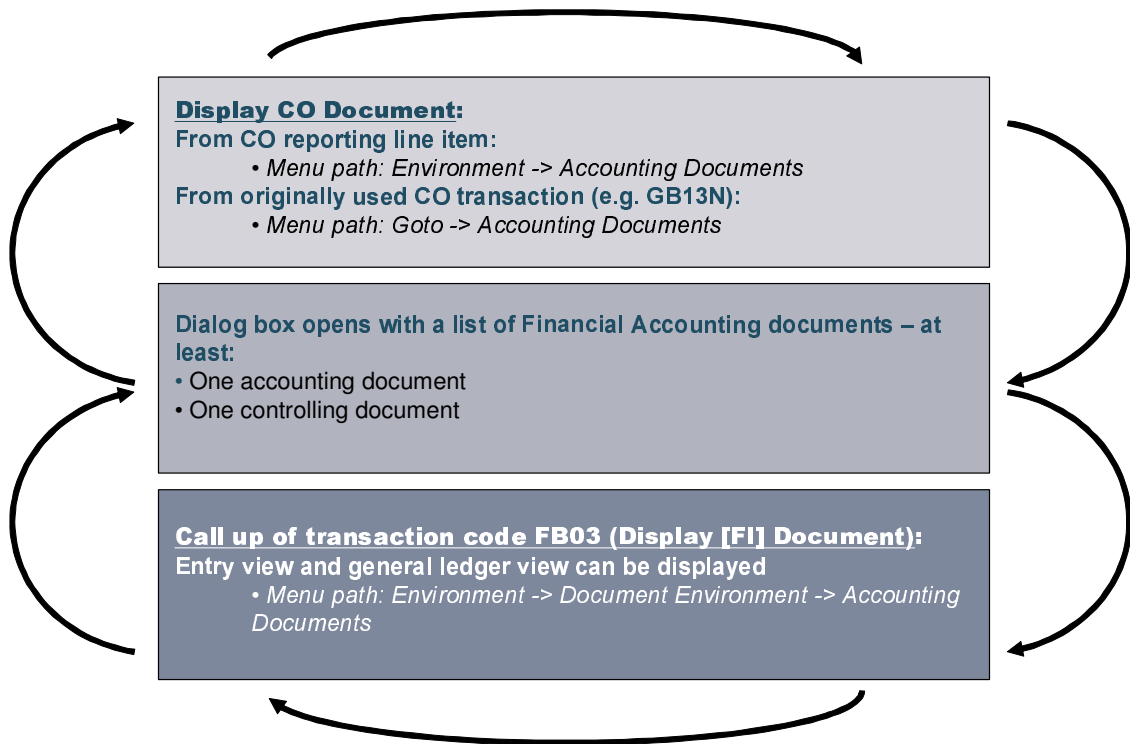 Display CO Document:
From CO reporting line item:
• Menu path: Environment -> Accounting Documents
From originally used CO transaction (e.g. GB13N):
• Menu path: Goto -> Accounting Documents
Dialog box opens with a list of Financial Accounting documents – at
least:
• One accounting document
• One controlling document
Call up of transaction code FB03 (Display [FI] Document):
Entry view and general ledger view can be displayed
• Menu path: Environment -> Document Environment -> Accounting
Documents